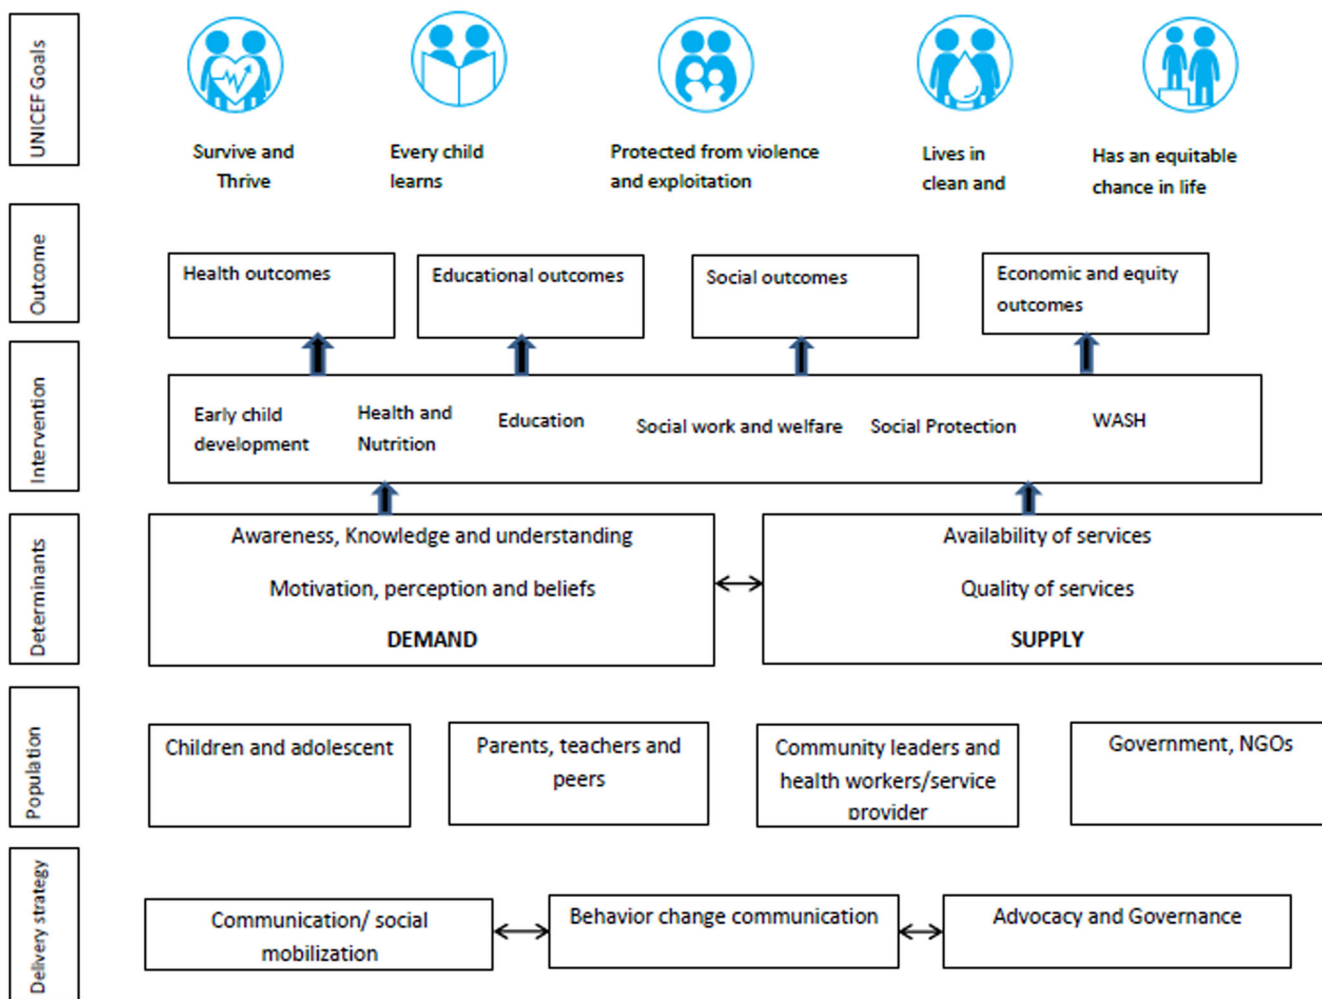 UNICEF Goals
Survive and
Thrive
Every child
learns
Protected from violence
and exploitation
Lives in
clean and
Has an equitable
chance in life
Outcome
Health outcomes
Educational outcomes
Social outcomes
Economic and equity
outcomes
Intervention
Early child
development
Health and
Nutrition
Education
Social work and welfare
Social Protection
WASH
Determinants
Awareness, Knowledge and understanding
Motivation, perception and beliefs
DEMAND
Availability of services
Quality of services
SUPPLY
Population
Children and adolescent
Parents, teachers and
peers
Community leaders and
health workers/service
provider
Government, NGOs
Delivery strategy
Communication/ social
mobilization
Behavior change communication
Advocacy and Governance